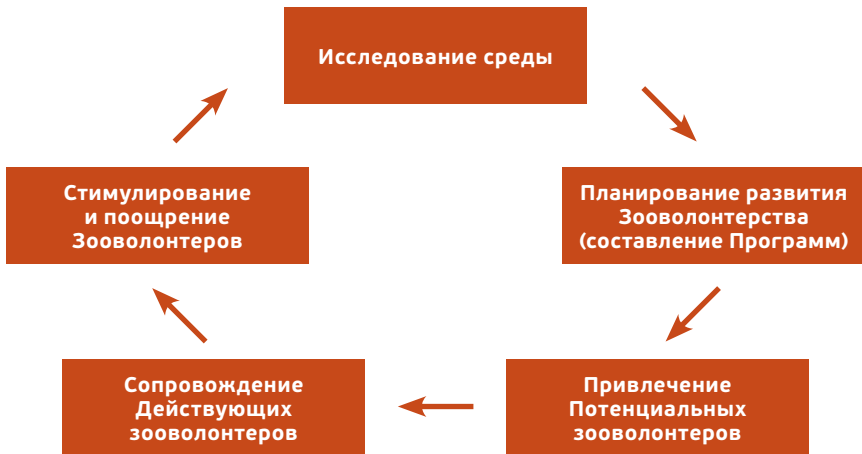 Исследование среды
Планирование развития
Зооволонтерства
(составление Программ)
Привлечение
Потенциальных
зооволонтеров
Сопровождение
Действующих
зооволонтеров
Стимулирование
и поощрение
Зооволонтеров